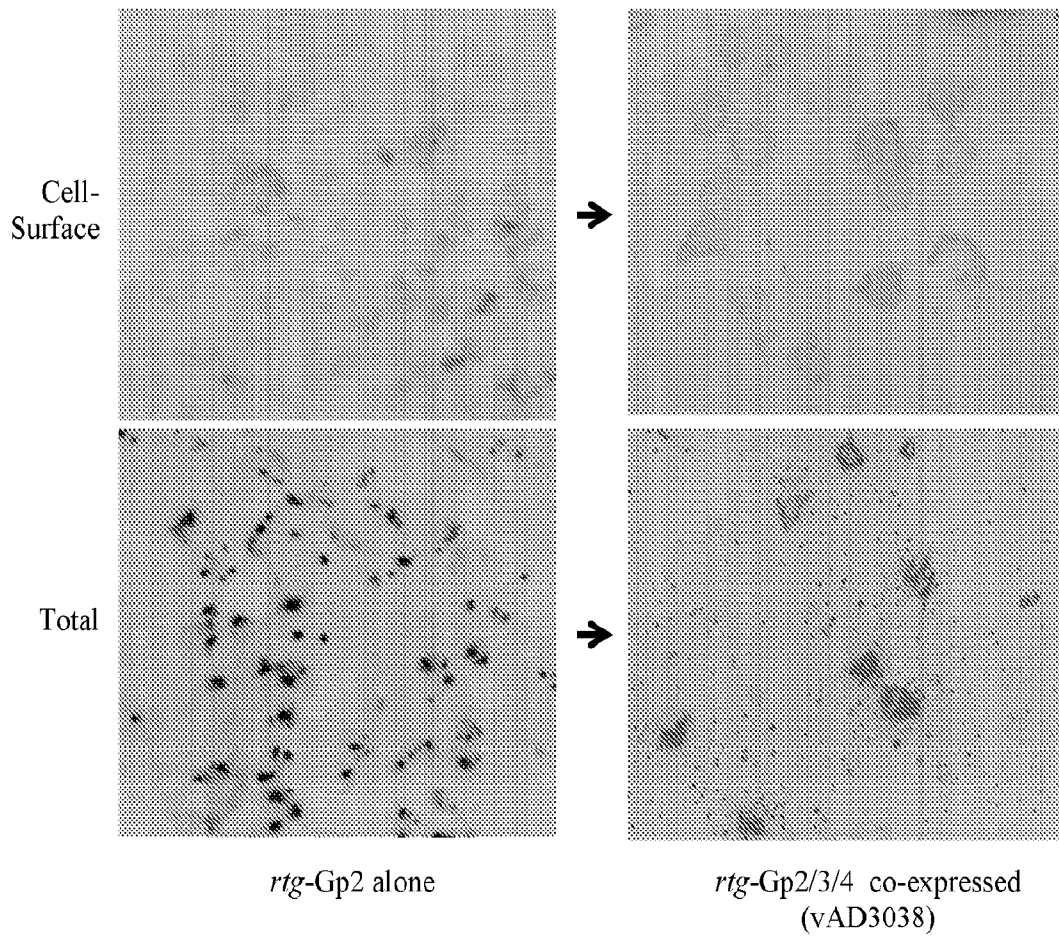 Cell-
Surface
Total
rtg-Gp2 alone
rtg-Gp2/3/4 co-expressed
(vAD3038)